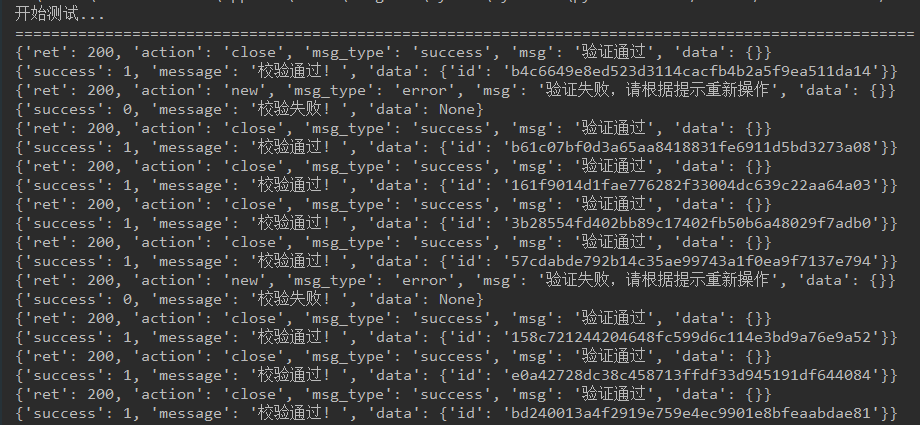 开始测试...
==========================================================================================
{'ret': 200, 'action': 'close', 'msg_type': 'success', 'msg': '验证通过', 'data': {}}
{'success': 1, 'message': '校验通过! ', 'data': {'id': 'b4c6649e8ed523d3114cacfb4b2a5f9ea511da14'}}
{'ret': 200, 'action': 'new', 'msg_type': 'error', 'msg': '验证失败，请根据提示重新操作', 'data': {}}
{'success': 0, 'message': '校验失败! ', 'data': None}
{'ret': 200, 'action': 'close', 'msg_type': 'success', 'msg': '验证通过', 'data': {}}
{'success': 1, 'message': '校验通过! ', 'data': {'id': 'b61c07bf0d3a65aa8418831fe6911d5bd3273a08'}}
{'ret': 200, 'action': 'close', 'msg_type': 'success', 'msg': '验证通过', 'data': {}}
{'success': 1, 'message': '校验通过! ', 'data': {'id': '161f9014d1fae776282f33004dc639c22aa64a03'}}
{'ret': 200, 'action': 'close', 'msg_type': 'success', 'msg': '验证通过', 'data': {}}
{'success': 1, 'message': '校验通过! ', 'data': {'id': '3b28554fd402bb89c17402fb50b6a48029f7adb0'}}
{'ret': 200, 'action': 'close', 'msg_type': 'success', 'msg': '验证通过', 'data': {}}
{'success': 1, 'message': '校验通过! ', 'data': {'id': '57cdabde792b14c35ae99743a1f0ea9f7137e794'}}
{'ret': 200, 'action': 'new', 'msg_type': 'error', 'msg': '验证失败，请根据提示重新操作', 'data': {}}
{'success': 0, 'message': '校验失败! ', 'data': None}
{'ret': 200, 'action': 'close', 'msg_type': 'success', 'msg': '验证通过', 'data': {}}
{'success': 1, 'message': '校验通过! ', 'data': {'id': '158c721244204648fc599d6c114e3bd9a76e9a52'}}
{'ret': 200, 'action': 'close', 'msg_type': 'success', 'msg': '验证通过', 'data': {}}
{'success': 1, 'message': '校验通过! ', 'data': {'id': 'e0a42728dc38c458713ffdf33d945191df644084'}}
{'ret': 200, 'action': 'close', 'msg_type': 'success', 'msg': '验证通过', 'data': {}}
{'success': 1, 'message': '校验通过! ', 'data': {'id': 'bd240013a4f2919e759e4ec9901e8bfeaabdae81'}}